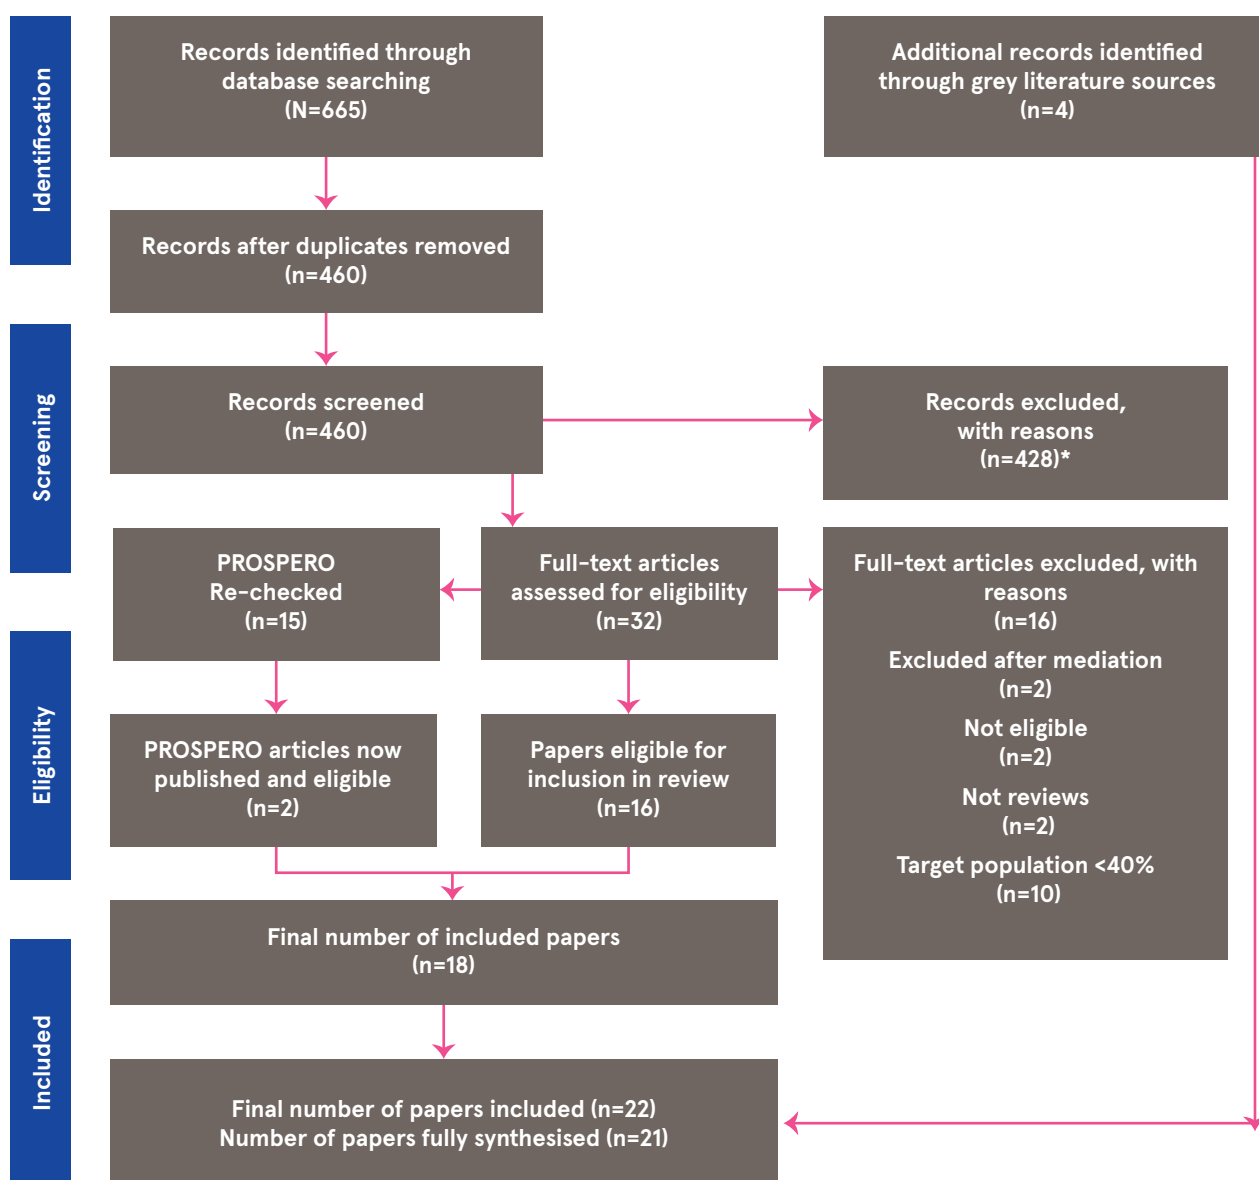 Identification
Records identified through
database searching
(N=665)
Additional records identified
through grey literature sources
(n=4)
Records after duplicates removed
(n=460)
Screening
Records screened
(n=460)
Records excluded,
with reasons
(n=428)*
PROSPERO
Re-checked
(n=15)
Full-text articles
assessed for eligibility
(n=32)
Full-text articles excluded, with
reasons
(n=16)
Excluded after mediation
(n=2)
Not eligible
(n=2)
Not reviews
(n=2)
Target population <40%
(n=10)
Eligibility
PROSPERO articles now
published and eligible
(n=2)
Papers eligible for
inclusion in review
(n=16)
Included
Final number of included papers
(n=18)
Final number of papers included (n=22)
Number of papers fully synthesised (n=21)